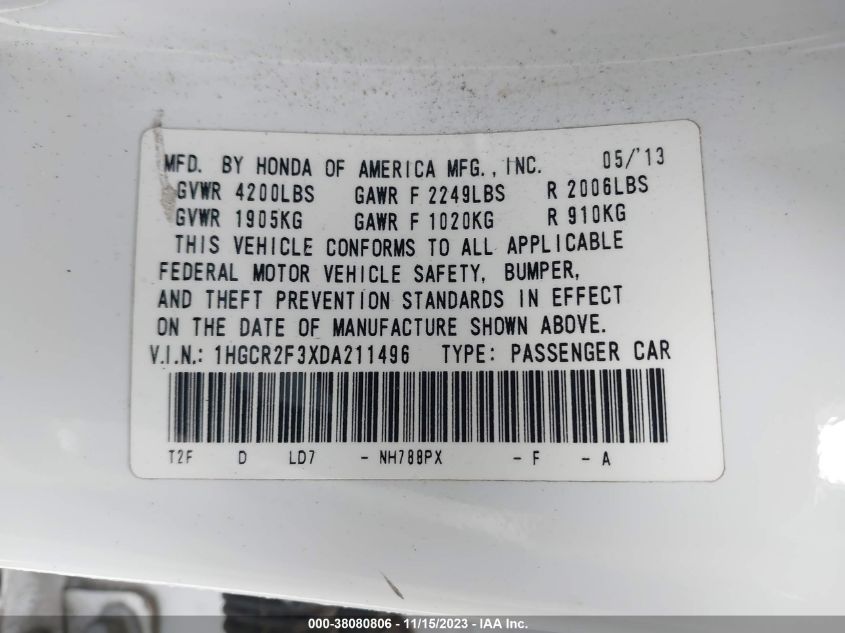 MFD. BY HONDA OF AMERICA MFG., INC. 05/'13
GVWR 4200LBS GAWR F 2249LBS R 2006LBS
GVWR 1905KG GAWR F 1020KG R 910KG
THIS VEHICLE CONFORMS TO ALL APPLICABLE
FEDERAL MOTOR VEHICLE SAFETY, BUMPER,
AND THEFT PREVENTION STANDARDS IN EFFECT
ON THE DATE OF MANUFACTURE SHOWN ABOVE.
V.I.N.: 1HGCR2F3XDA211496 TYPE: PASSENGER CAR
T2F D LD7 - NH788PX - F - A
000-38080806 - 11/15/2023 - IAA Inc.